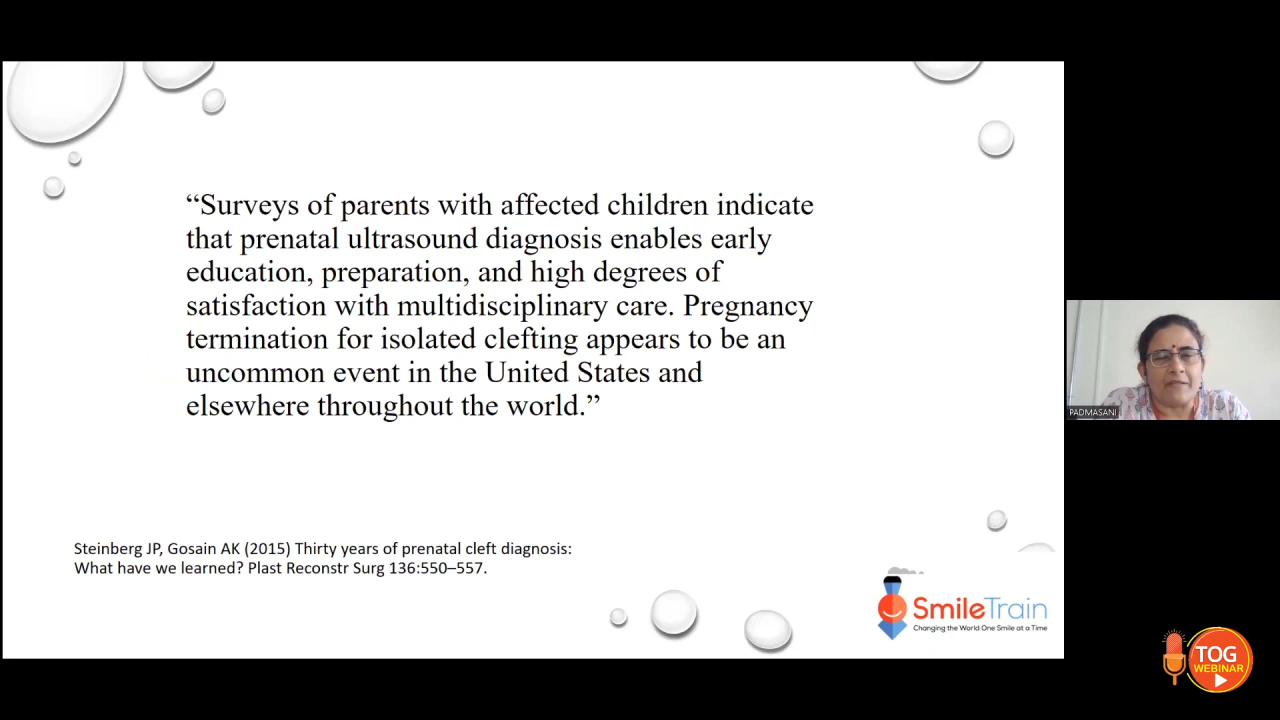 “Surveys of parents with affected children indicate
that prenatal ultrasound diagnosis enables early
education, preparation, and high degrees of
satisfaction with multidisciplinary care. Pregnancy
termination for isolated clefting appears to be an
uncommon event in the United States and
elsewhere throughout the world.”
Steinberg JP, Gosain AK (2015) Thirty years of prenatal cleft diagnosis:
What have we learned? Plast Reconstr Surg 136:550–557.
SmileTrain
Changing the World One Smile at a Time
PADMASANI
TOG
WEBINAR